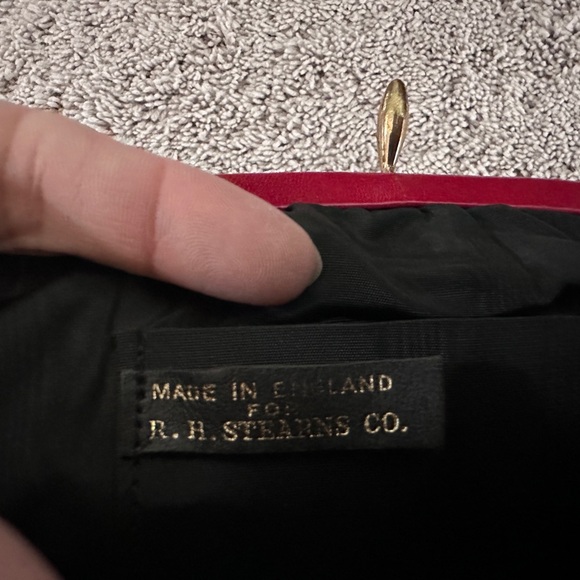 MADE IN ENGLAND
FOR
R. H. STEARNS CO.